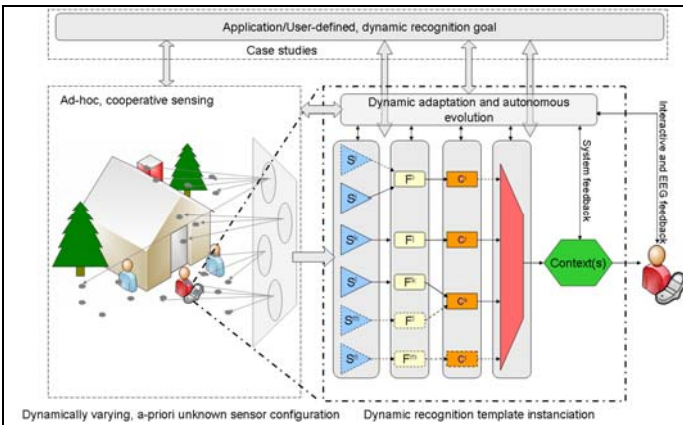 Application/User-defined, dynamic recognition goal
Case studies
Ad-hoc, cooperative sensing
Dynamic adaptation and autonomous
evolution
Interactive and EEG feedback
System feedback
S
F
C
S
S
F
C
S
F
C
S
F
S
F
C
Context(s)
Dynamically varying, a-priori unknown sensor configuration
Dynamic recognition template instanciation